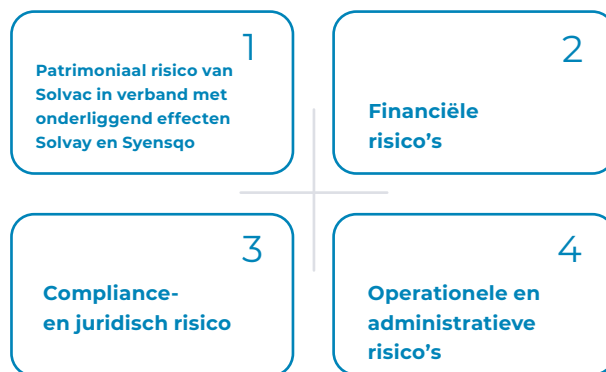 1
Patrimoniaal risico van
Solvac in verband met
onderliggend effecten
Solvay en Syensqo
2
Financiële
risico's
3
Compliance-
en juridisch risico
4
Operationele en
administratieve
risico's